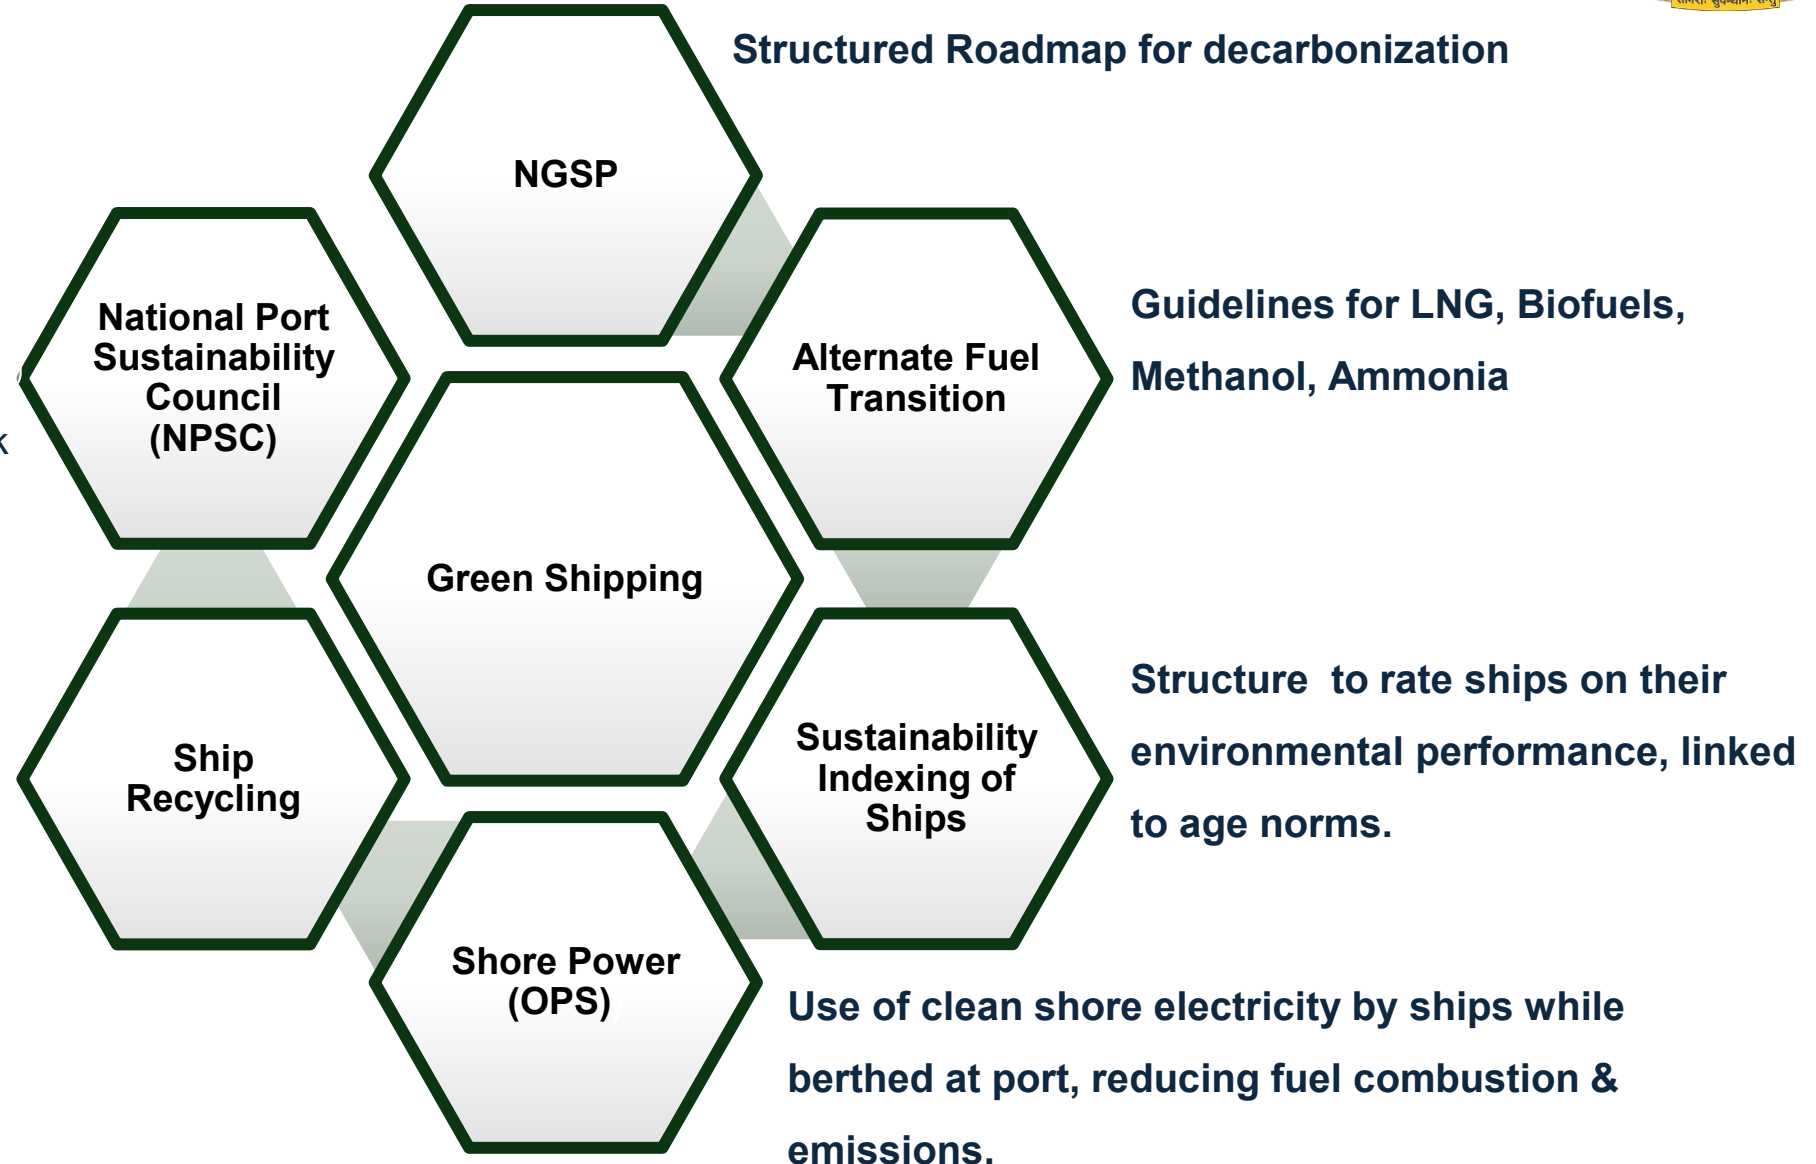 Structured Roadmap for decarbonization
NGSP
National Port
Sustainability
Council
(NPSC)
Alternate Fuel
Transition
Guidelines for LNG, Biofuels,
Methanol, Ammonia
Green Shipping
Ship
Recycling
Sustainability
Indexing of
Ships
Structure  to rate ships on their
environmental performance, linked
to age norms.
Shore Power
(OPS)
Use of clean shore electricity by ships while
berthed at port, reducing fuel combustion &
emissions.